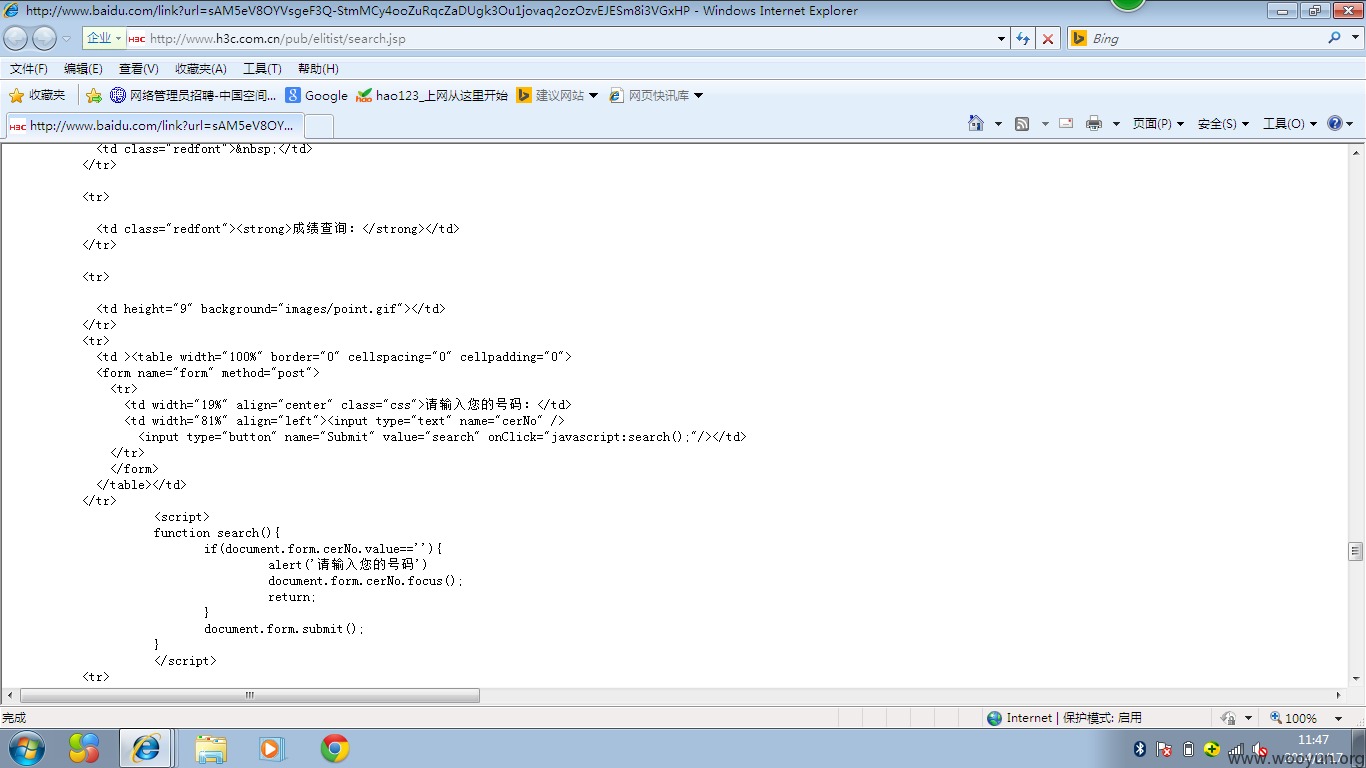 http://www.baidu.com/link?url=sAM5eV8OYVsgeF3Q-StmMCy4ooZuRqcZaDUgk3Ou1jovaq2ozOzvEJESm8i3VGxHP - Windows Internet Explorer
企业 H3C http://www.h3c.com.cn/pub/elitist/search.jsp Bing
文件(F) 编辑(E) 查看(V) 收藏夹(A) 工具(T) 帮助(H)
收藏夹 网络管理员招聘-中国空间... Google hao123_上网从这里开始 建议网站 网页快讯库
H3C http://www.baidu.com/link?url=sAM5eV8OY... 页面(P) 安全(S) 工具(O)
<td class="redfont">&nbsp;</td>
</tr>
<tr>
<td class="redfont"><strong>成绩查询：</strong></td>
</tr>
<tr>
<td height="9" background="images/point.gif"></td>
</tr>
<tr>
<td ><table width="100%" border="0" cellspacing="0" cellpadding="0">
<form name="form" method="post">
<tr>
<td width="19%" align="center" class="css">请输入您的号码：</td>
<td width="81%" align="left"><input type="text" name="cerNo" />
<input type="button" name="Submit" value="search" onClick="javascript:search();"/></td>
</tr>
</form>
</table></td>
</tr>
<script>
function search(){
if(document.form.cerNo.value==''){
alert('请输入您的号码')
document.form.cerNo.focus();
return;
}
document.form.submit();
}
</script>
<tr>
完成 Internet | 保护模式: 启用 100%
11:47
www.wooyun.org